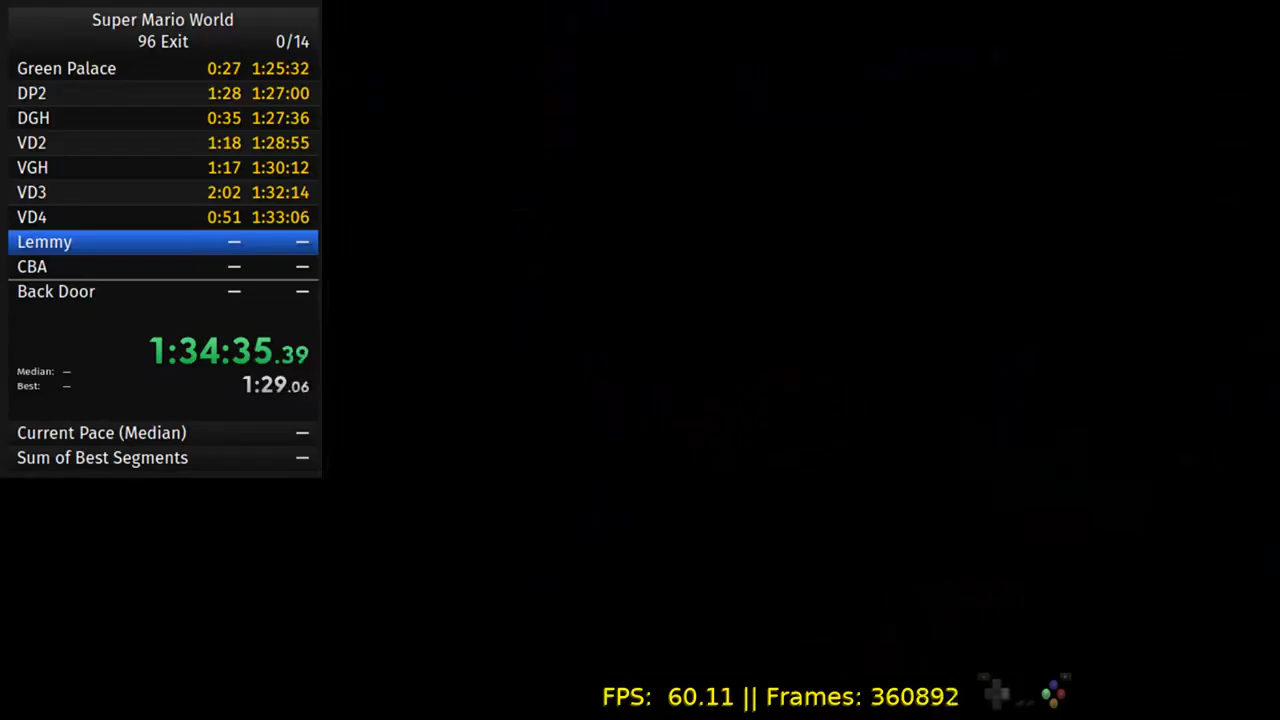 Super Mario World
96 Exit 0/14
Green Palace 0:27 1:25:32
DP2 1:28 1:27:00
DGH 0:35 1:27:36
VD2 1:18 1:28:55
VGH 1:17 1:30:12
VD3 2:02 1:32:14
VD4 0:51 1:33:06
Lemmy — —
CBA — —
Back Door — —
1:34:35.39
Median: —
Best: — 1:29.06
Current Pace (Median) —
Sum of Best Segments —
FPS: 60.11 || Frames: 360892